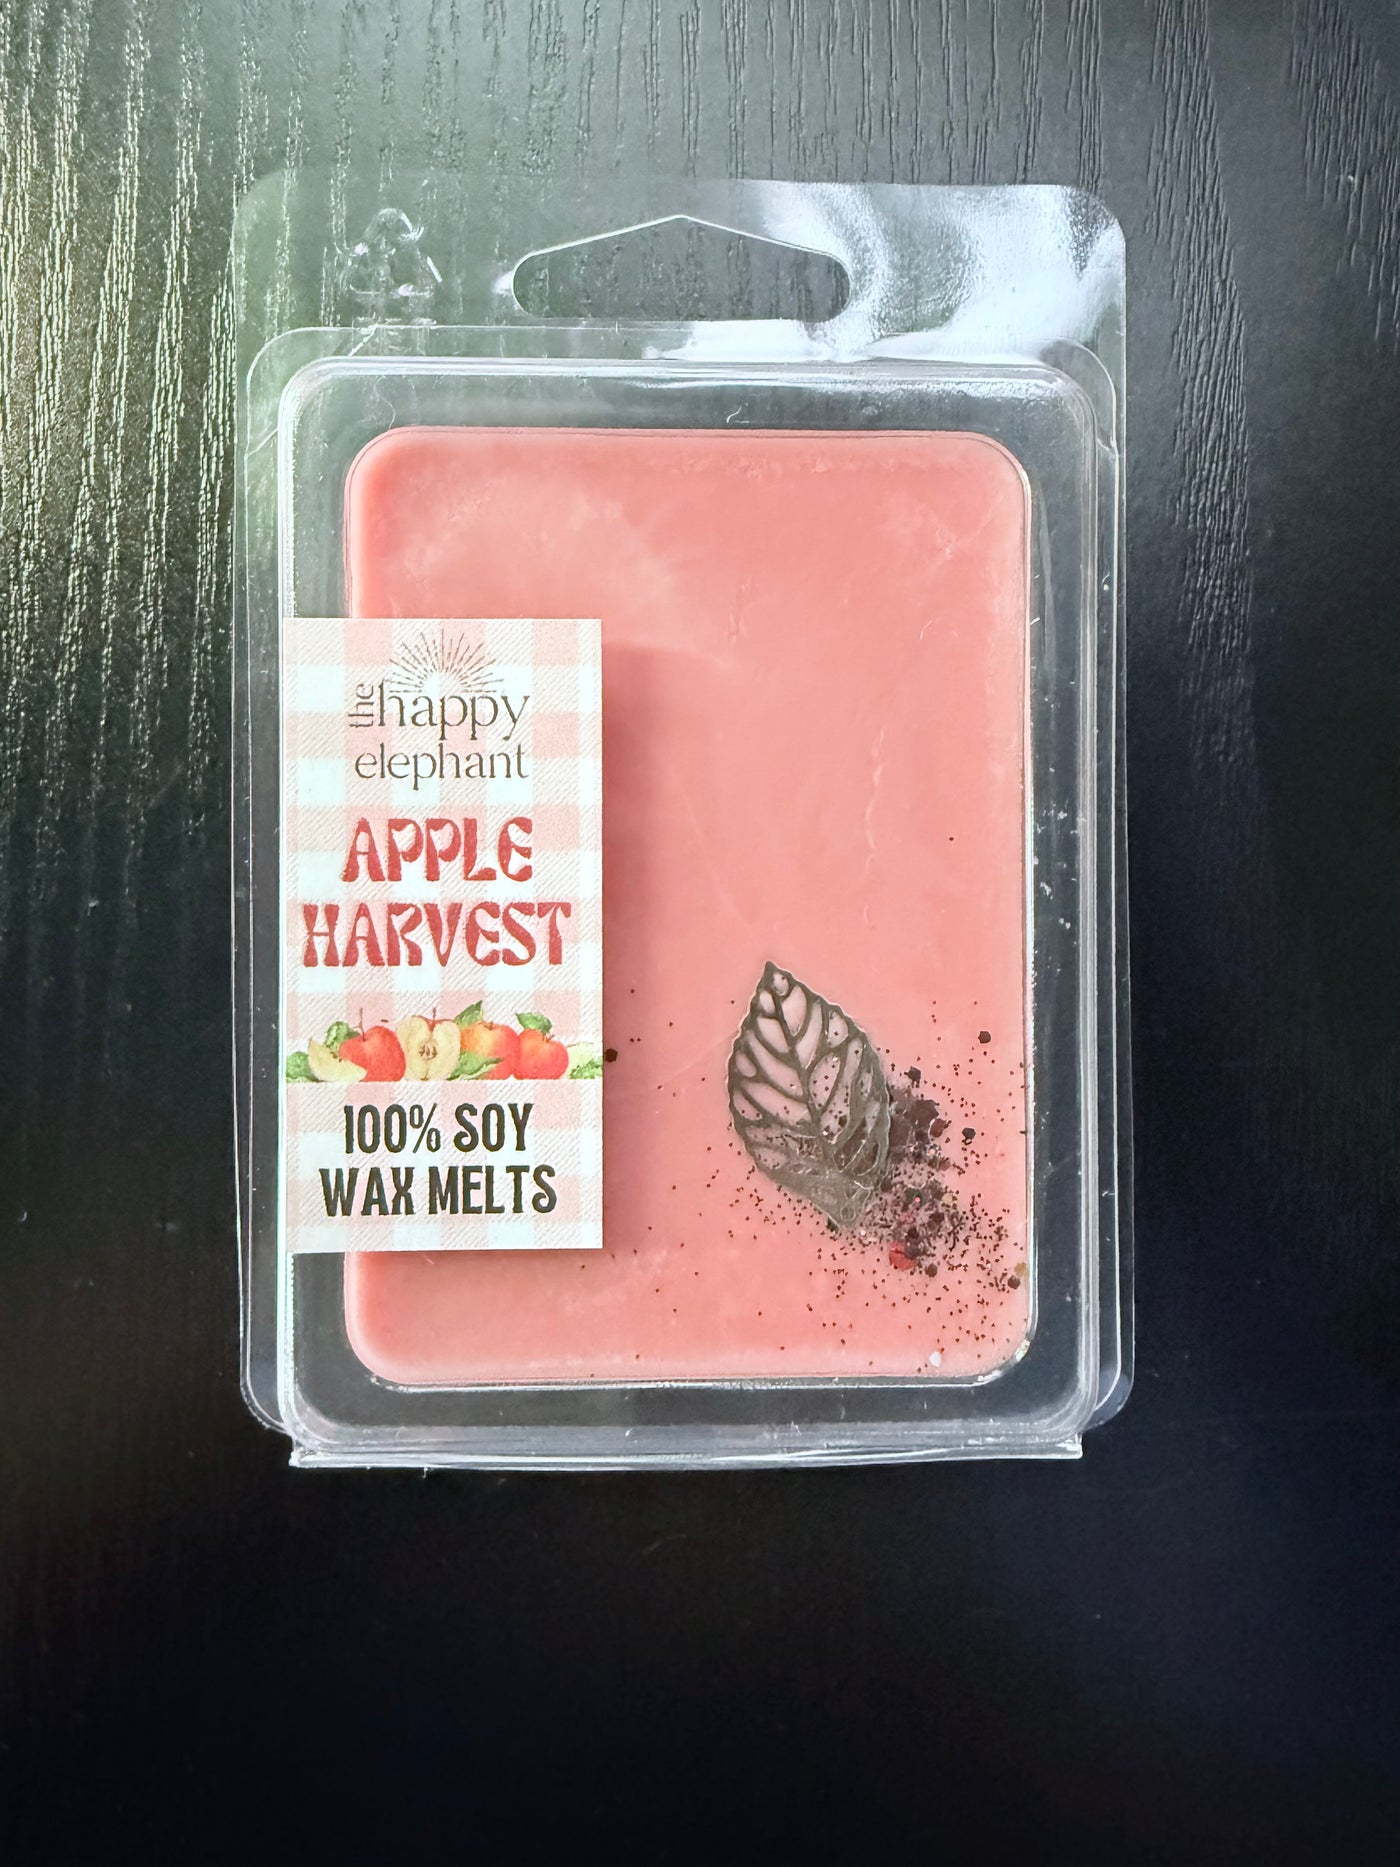 the happy
elephant
APPLE
HARVEST
100% SOY
WAX MELTS